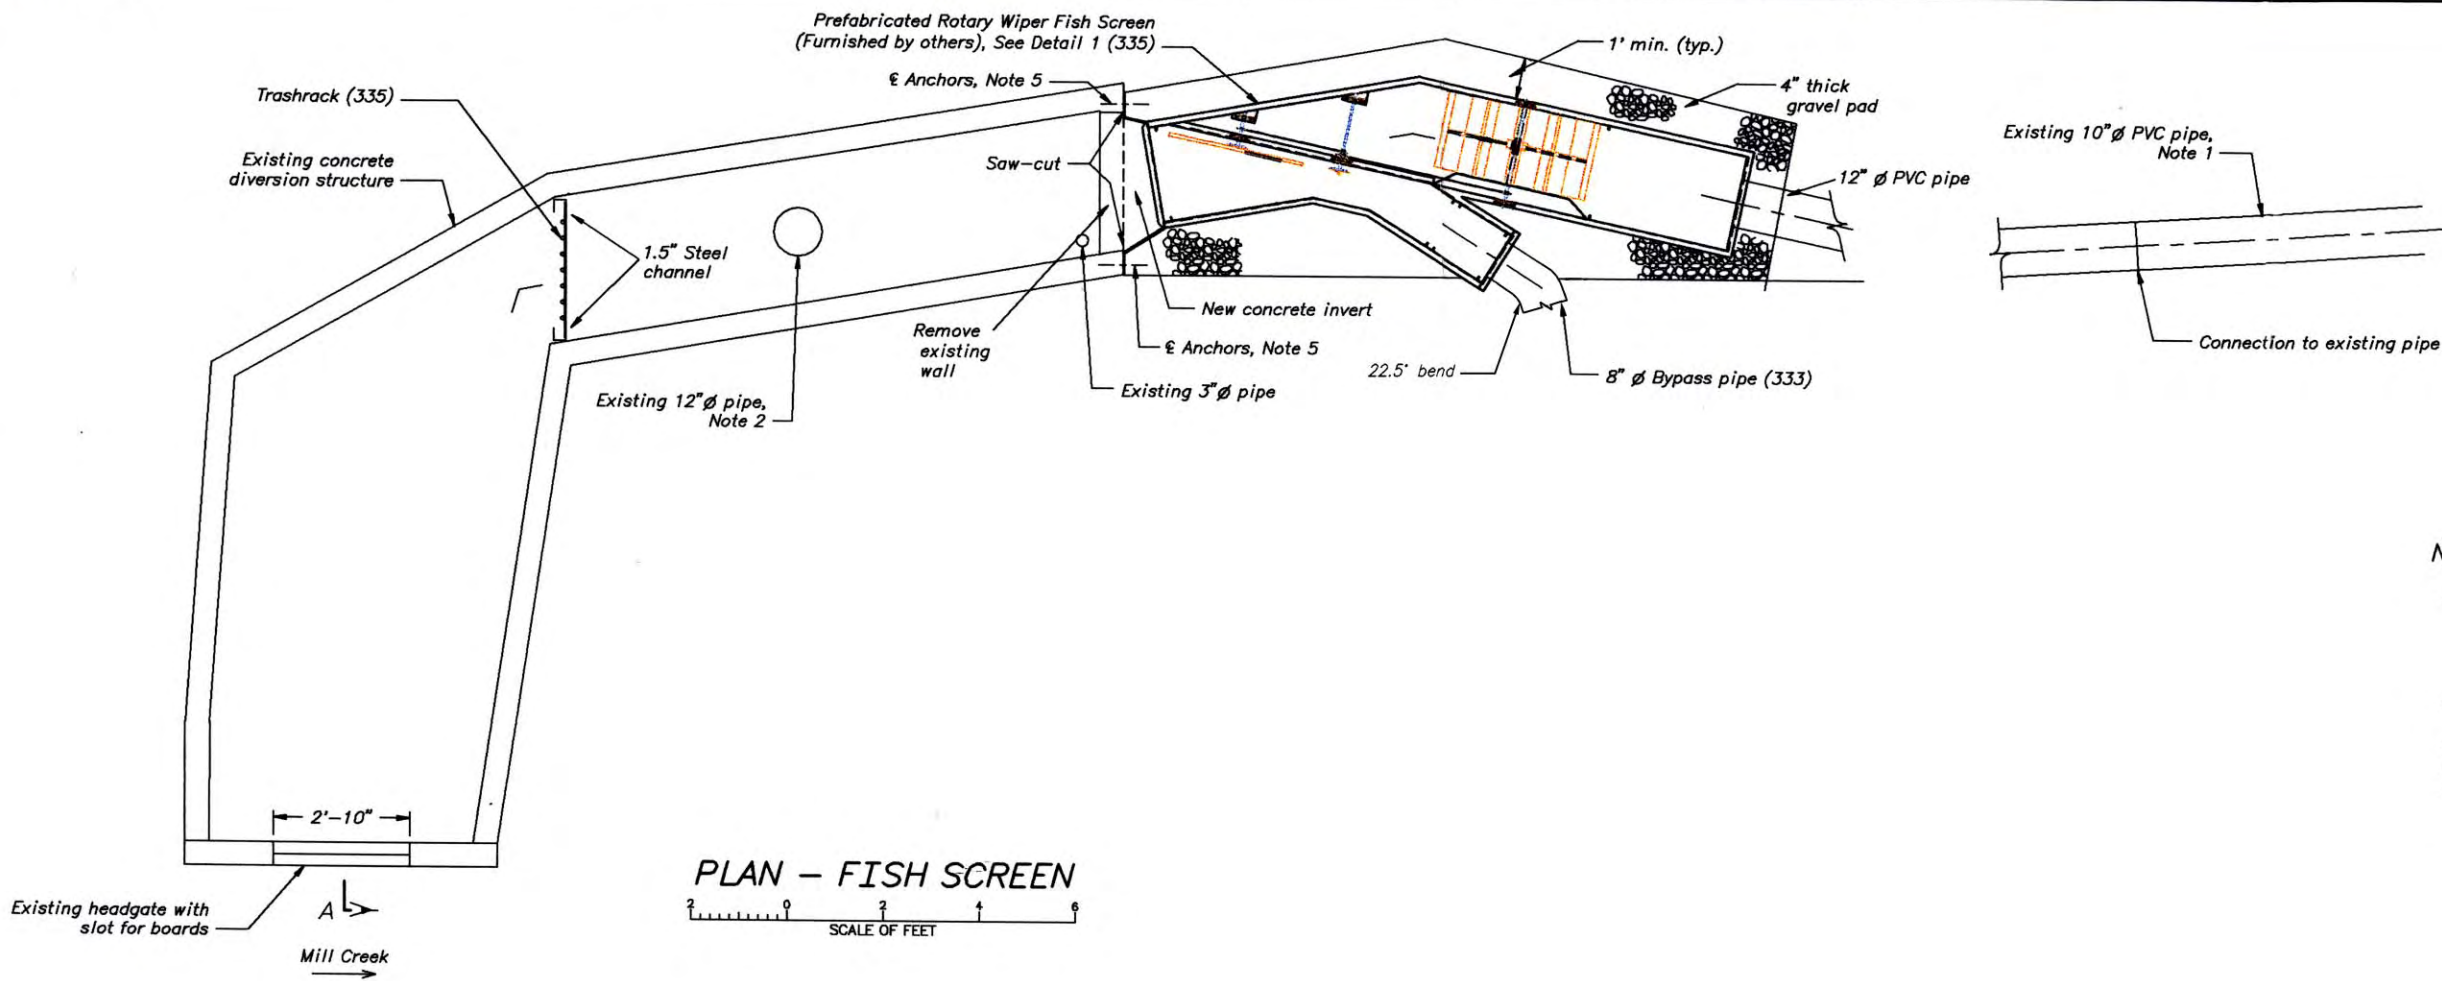 Prefabricated Rotary Wiper Fish Screen
(Furnished by others), See Detail 1 (335)
1' min. (typ.)
℄ Anchors, Note 5
4" thick
gravel pad
Trashrack (335)
Existing 10"ø PVC pipe,
Note 1
Existing concrete
diversion structure
Saw-cut
12" ø PVC pipe
1.5" Steel
channel
New concrete invert
Remove
existing
wall
℄ Anchors, Note 5
Connection to existing pipe
22.5° bend
8" ø Bypass pipe (333)
Existing 3"ø pipe
Existing 12"ø pipe,
Note 2
N
2'-10"
PLAN – FISH SCREEN
2 0 2 4 6
SCALE OF FEET
Existing headgate with
slot for boards
A
Mill Creek